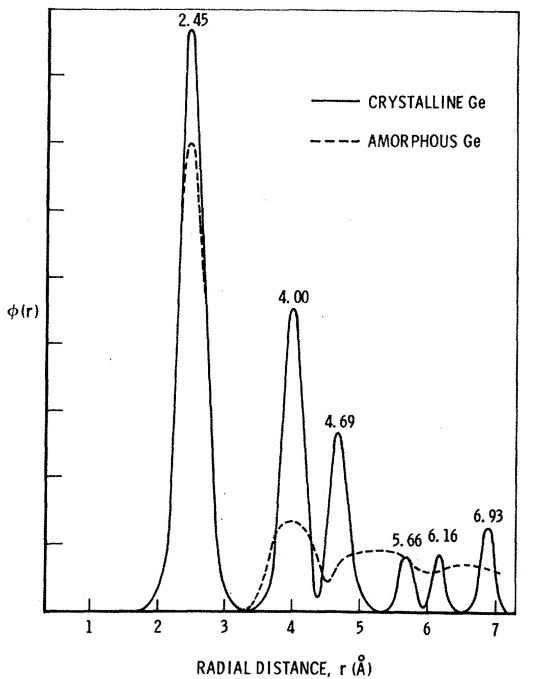 2.45
CRYSTALLINE Ge
AMORPHOUS Ge
ϕ(r)
4.00
4.69
5.66 6.16 6.93
1 2 3 4 5 6 7
RADIAL DISTANCE, r (Å)